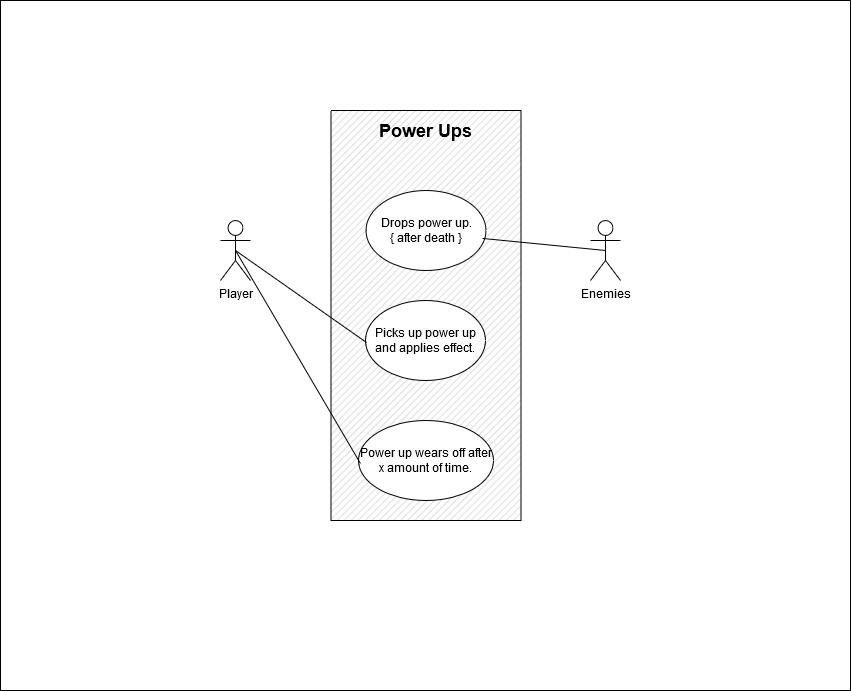 Power Ups
Drops power up.
{ after death }
Player
Enemies
Picks up power up
and applies effect.
Power up wears off after
x amount of time.